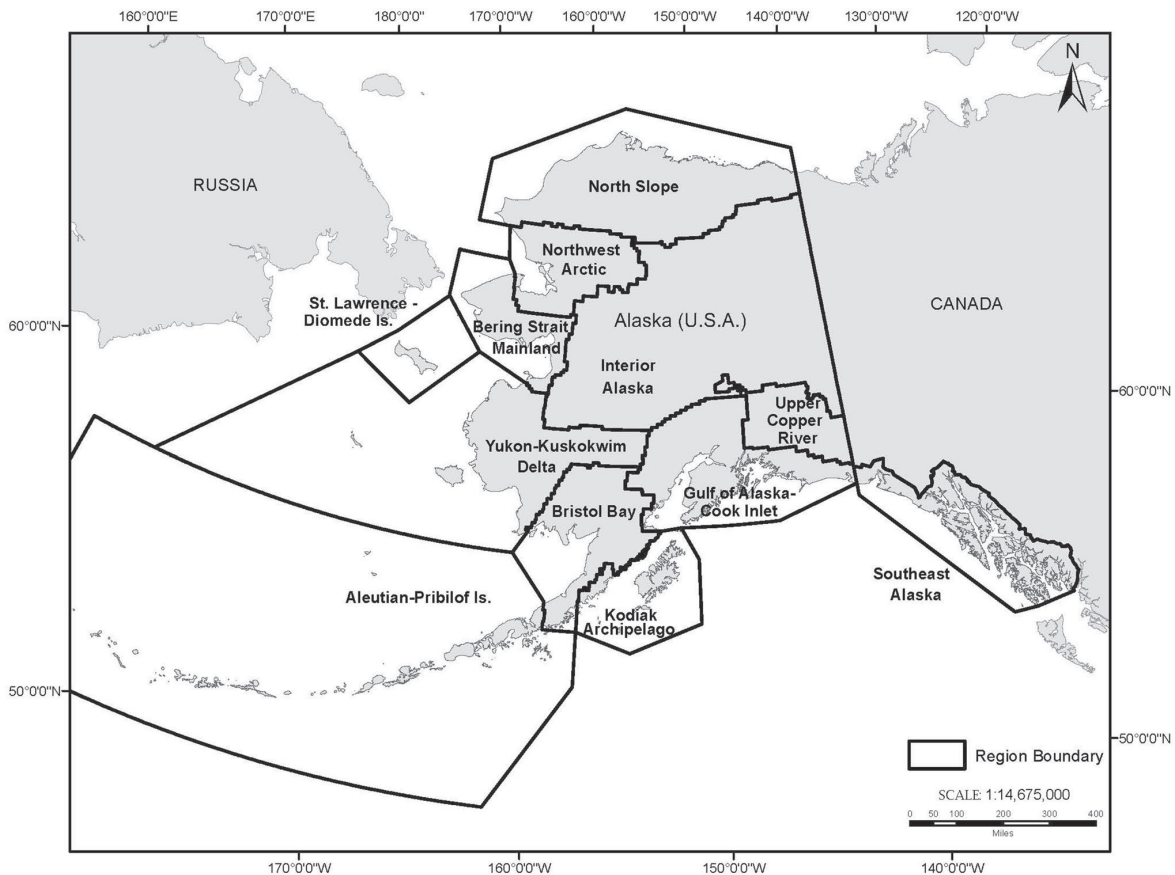 160°0'0"E 170°0'0"E 180°0'0" 170°0'0"W 160°0'0"W 150°0'0"W 140°0'0"W 130°0'0"W 120°0'0"W
N
RUSSIA
North Slope
Northwest
Arctic
St. Lawrence -
Diomede Is.
CANADA
60°0'0"N
Bering Strait
Mainland
Alaska (U.S.A.)
Interior
Alaska
60°0'0"N
Upper
Copper
River
Yukon-Kuskokwim
Delta
Gulf of Alaska-
Cook Inlet
Bristol Bay
Southeast
Alaska
Aleutian-Pribilof Is.
Kodiak
Archipelago
50°0'0"N
50°0'0"N
Region Boundary
SCALE: 1:14,675,000
0 50 100 200 300 400
Miles
170°0'0"W 160°0'0"W 150°0'0"W 140°0'0"W